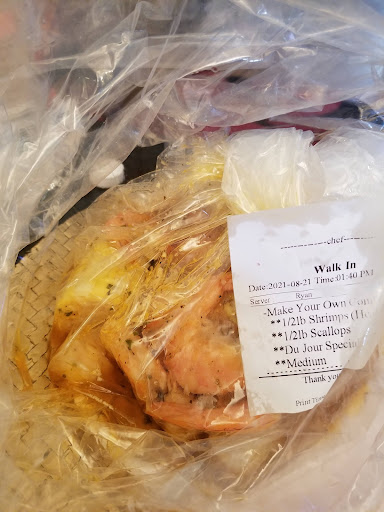 -----------------chef-----------
Walk In
Date:2021-08-21 Time:01:40 PM
Server Ryan
-Make Your Own
**1/2lb Shrimps
**1/2lb Scallops
**Du Jour
**Medium
Thank you
Print